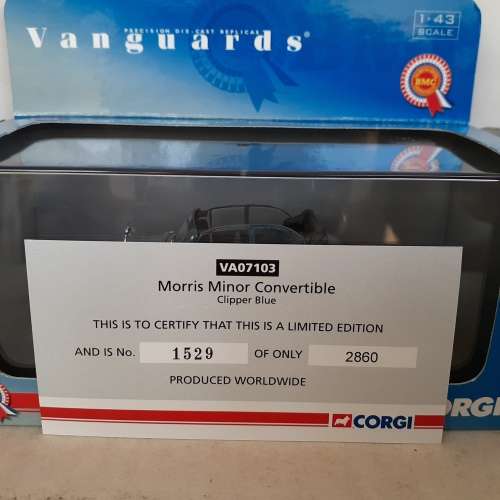 PRECISION DIE-CAST REPLICAS
Vanguards®
1:43
SCALE
BMC
VA07103
Morris Minor Convertible
Clipper Blue
THIS IS TO CERTIFY THAT THIS IS A LIMITED EDITION
AND IS No. 1529 OF ONLY 2860
PRODUCED WORLDWIDE
CORGI
ORGI